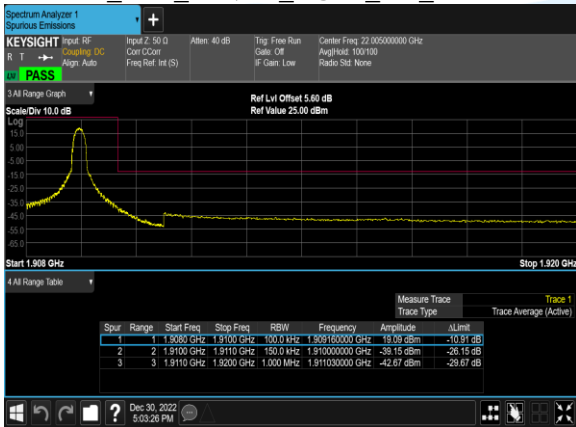 Spectrum Analyzer 1
Spurious Emissions
+
KEYSIGHT Input: RF Input Z: 50 Ω Atten: 40 dB Trig: Free Run Center Freq: 22.005000000 GHz
R T Coupling: DC Corr CCorr Gate: Off Avg|Hold: 100/100
Align: Auto Freq Ref: Int (S) IF Gain: Low Radio Std: None
PASS
3 All Range Graph
Ref Lvl Offset 5.60 dB
Scale/Div 10.0 dB Ref Value 25.00 dBm
Log
15.0
5.00
-5.00
-15.0
-25.0
-35.0
-45.0
-55.0
-65.0
Start 1.908 GHz Stop 1.920 GHz
4 All Range Table
Measure Trace Trace 1
Trace Type Trace Average (Active)
Spur Range Start Freq Stop Freq RBW Frequency Amplitude ΔLimit
1 1 1.9080 GHz 1.9100 GHz 100.0 kHz 1.909160000 GHz 19.09 dBm -10.91 dB
2 2 1.9100 GHz 1.9110 GHz 150.0 kHz 1.910000000 GHz -39.15 dBm -26.15 dB
3 3 1.9110 GHz 1.9200 GHz 1.000 MHz 1.911030000 GHz -42.67 dBm -29.67 dB
? Dec 30, 2022
5:03:26 PM